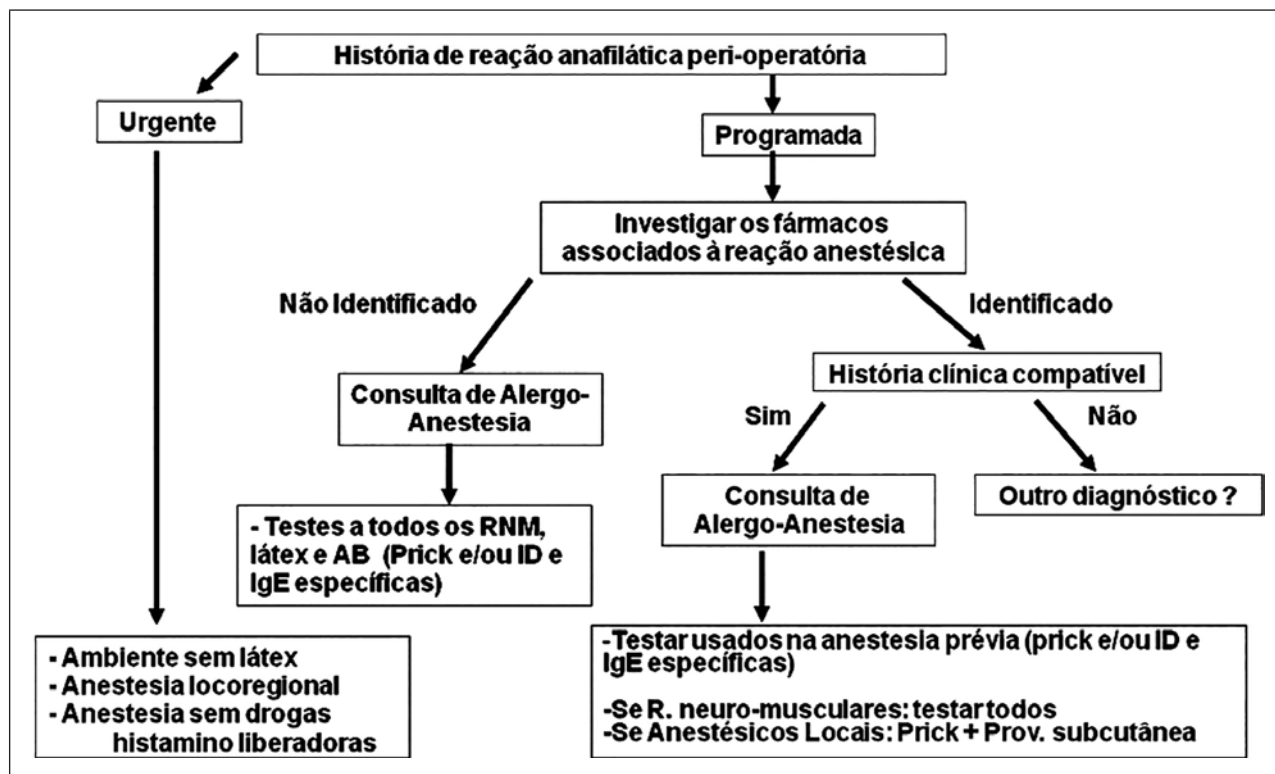 História de reação anafilática peri-operatória
Urgente
Programada
Investigar os fármacos
associados à reação anestésica
Não Identificado
Identificado
Consulta de Alergo-
Anestesia
História clínica compatível
Sim
Não
- Testes a todos os RNM,
látex e AB (Prick e/ou ID e
IgE específicas)
Consulta de
Alergo-Anestesia
Outro diagnóstico ?
- Ambiente sem látex
- Anestesia locoregional
- Anestesia sem drogas
histamino liberadoras
-Testar usados na anestesia prévia (prick e/ou ID e
IgE específicas)
-Se R. neuro-musculares: testar todos
-Se Anestésicos Locais: Prick + Prov. subcutânea